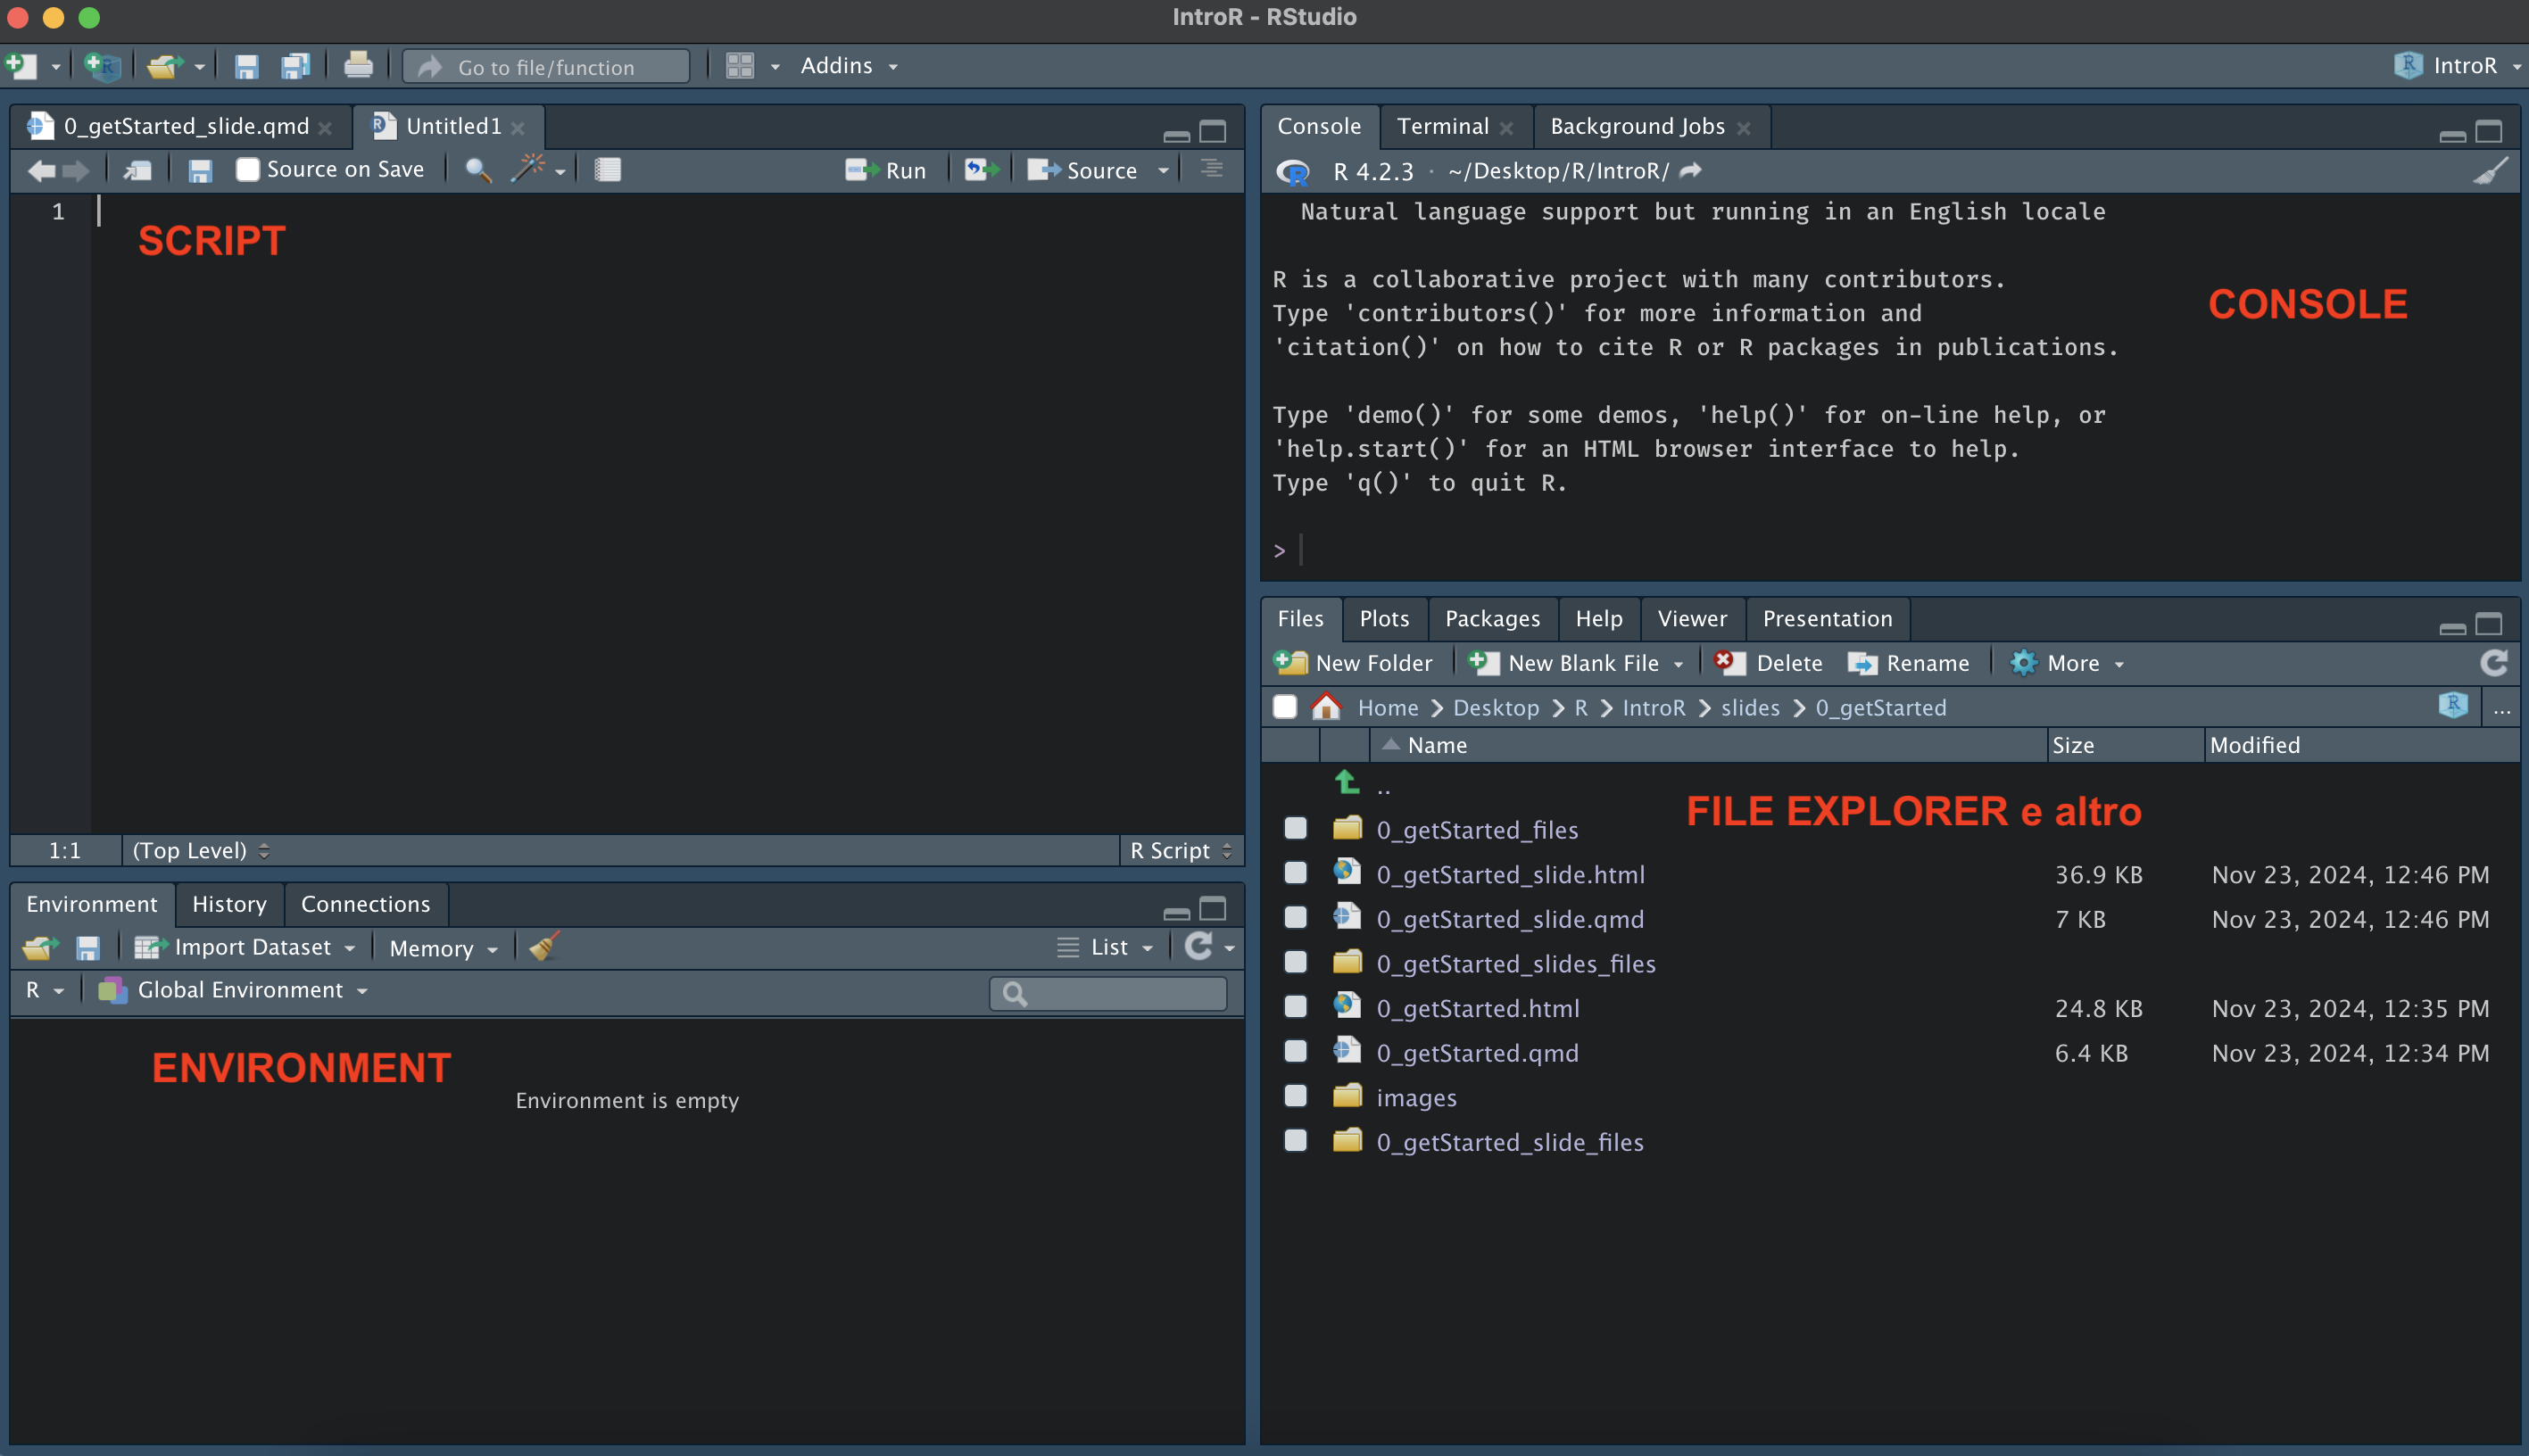 IntroR - RStudio
Go to file/function
Addins
IntroR
0_getStarted_slide.qmd
Untitled1
Source on Save
Run
Source
1
SCRIPT
1:1
(Top Level)
R Script
Environment
History
Connections
Import Dataset
Memory
List
R
Global Environment
ENVIRONMENT
Environment is empty
Console
Terminal
Background Jobs
R 4.2.3 · ~/Desktop/R/IntroR/
Natural language support but running in an English locale
R is a collaborative project with many contributors.
Type 'contributors()' for more information and
'citation()' on how to cite R or R packages in publications.
Type 'demo()' for some demos, 'help()' for on-line help, or
'help.start()' for an HTML browser interface to help.
Type 'q()' to quit R.
>
CONSOLE
Files
Plots
Packages
Help
Viewer
Presentation
New Folder
New Blank File
Delete
Rename
More
Home
Desktop
R
IntroR
slides
0_getStarted
...
Name
Size
Modified
..
FILE EXPLORER e altro
0_getStarted_files
0_getStarted_slide.html 36.9 KB Nov 23, 2024, 12:46 PM
0_getStarted_slide.qmd 7 KB Nov 23, 2024, 12:46 PM
0_getStarted_slides_files
0_getStarted.html 24.8 KB Nov 23, 2024, 12:35 PM
0_getStarted.qmd 6.4 KB Nov 23, 2024, 12:34 PM
images
0_getStarted_slide_files